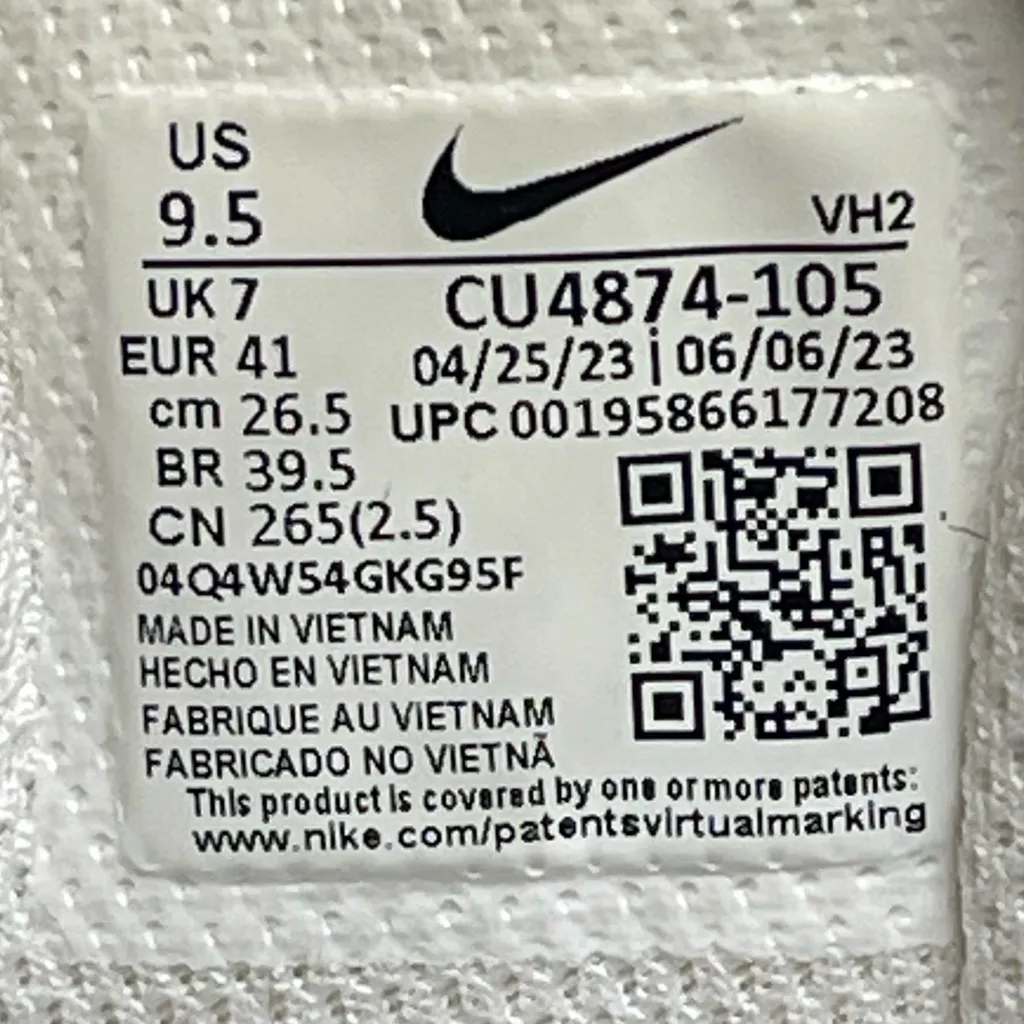 US
9.5
VH2
UK 7
CU4874-105
EUR 41
04/25/23 | 06/06/23
cm 26.5
UPC 00195866177208
BR 39.5
CN 265(2.5)
04Q4W54GKG95F
MADE IN VIETNAM
HECHO EN VIETNAM
FABRIQUE AU VIETNAM
FABRICADO NO VIETNÃ
This product is covered by one or more patents:
www.nike.com/patentsvirtualmarking